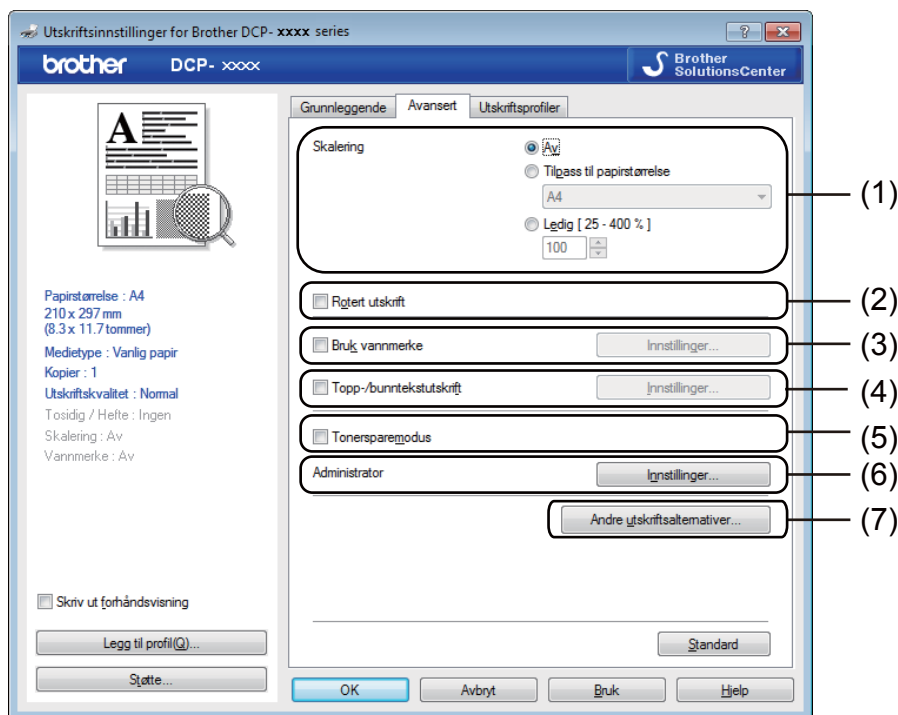 Utskriftsinnstillinger for Brother DCP- xxxx series
brother DCP- xxxx
Brother
SolutionsCenter
Grunnleggende Avansert Utskriftsprofiler
A
Skalering
Av
Tilpass til papirstørrelse
A4
Ledig [ 25 - 400 % ]
100
(1)
Rotert utskrift
(2)
Bruk vannmerke Innstillinger...
(3)
Topp-/bunntekstutskrift Innstillinger...
(4)
Tonersparemodus
(5)
Administrator Innstillinger...
(6)
Andre utskriftsalternativer...
(7)
Papirstørrelse : A4
210 x 297 mm
(8.3 x 11.7 tommer)
Medietype : Vanlig papir
Kopier : 1
Utskriftskvalitet : Normal
Tosidig / Hefte : Ingen
Skalering : Av
Vannmerke : Av
Skriv ut forhåndsvisning
Legg til profil(Q)...
Støtte...
Standard
OK Avbryt Bruk Hjelp